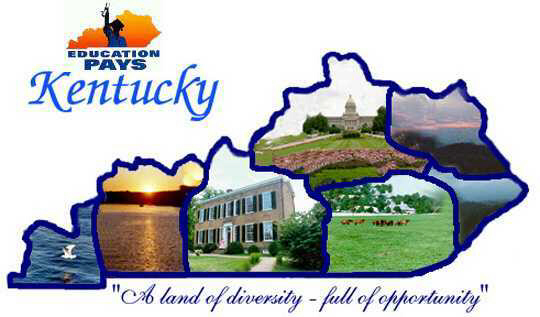 EDUCATION
PAYS
Kentucky
"A land of diversity - full of opportunity"